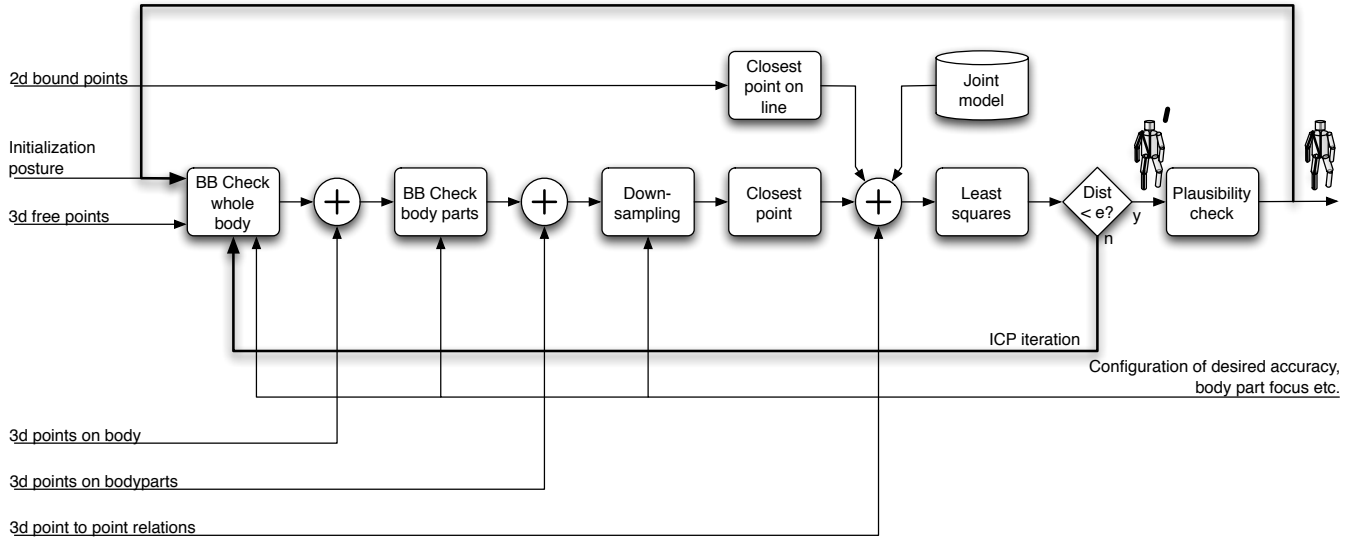 2d bound points
Closest
point on
line
Joint
model
Initialization
posture
3d free points
BB Check
whole
body
+
BB Check
body parts
+
Down-
sampling
Closest
point
+
Least
squares
Dist
< e?
y
n
Plausibility
check
ICP iteration
Configuration of desired accuracy,
body part focus etc.
3d points on body
3d points on bodyparts
3d point to point relations